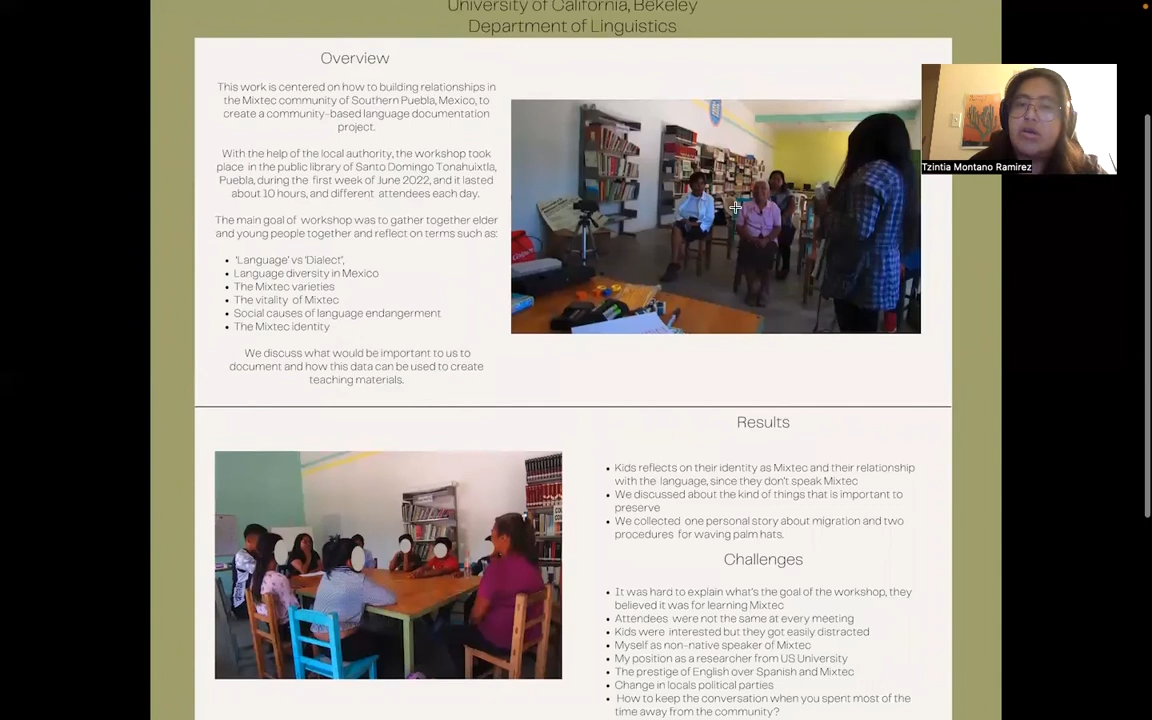 University of California, Bekeley
Department of Linguistics
Overview
This work is centered on how to building relationships in
the Mixtec community of Southern Puebla, Mexico, to
create a community-based language documentation
project.
With the help of the local authority, the workshop took
place in the public library of Santo Domingo Tonahuixtla,
Puebla, during the first week of June 2022, and it lasted
about 10 hours, and different attendees each day.
The main goal of workshop was to gather together elder
and young people together and reflect on terms such as:
• 'Language' vs 'Dialect',
• Language diversity in Mexico
• The Mixtec varieties
• The vitality of Mixtec
• Social causes of language endangerment
• The Mixtec identity
We discuss what would be important to us to
document and how this data can be used to create
teaching materials.
Tzintia Montano Ramirez
Results
• Kids reflects on their identity as Mixtec and their relationship
with the language, since they don't speak Mixtec
• We discussed about the kind of things that is important to
preserve
• We collected one personal story about migration and two
procedures for waving palm hats.
Challenges
• It was hard to explain what's the goal of the workshop, they
believed it was for learning Mixtec
• Attendees were not the same at every meeting
• Kids were interested but they got easily distracted
• Myself as non-native speaker of Mixtec
• My position as a researcher from US University
• The prestige of English over Spanish and Mixtec
• Change in locals political parties
• How to keep the conversation when you spent most of the
time away from the community?